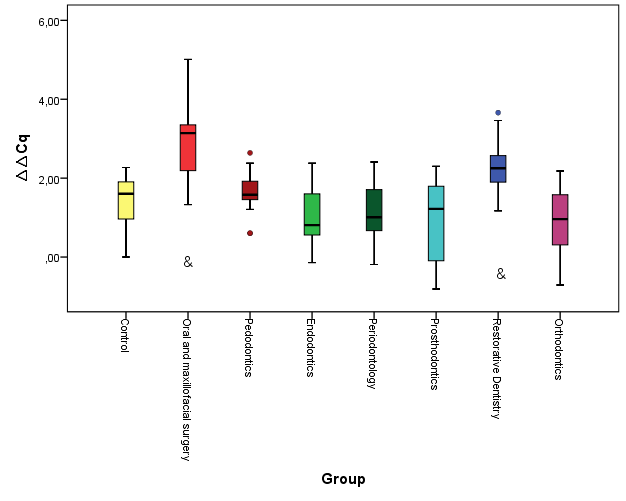 6,00
4,00
2,00
,00
△△Cq
&
&
Control
Oral and maxillofacial surgery
Pedodontics
Endodontics
Periodontology
Prosthodontics
Restorative Dentistry
Orthodontics
Group